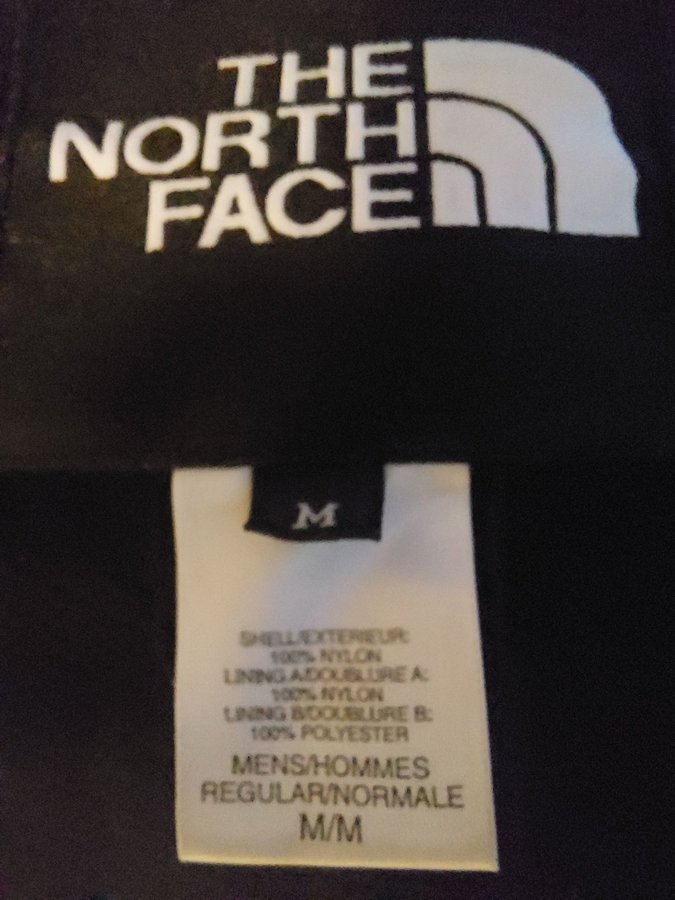 THE
NORTH
FACE
M
SHELL/EXTERIEUR:
100% NYLON
LINING A/DOUBLURE A:
100% NYLON
LINING B/DOUBLURE B:
100% POLYESTER
MENS/HOMMES
REGULAR/NORMALE
M/M